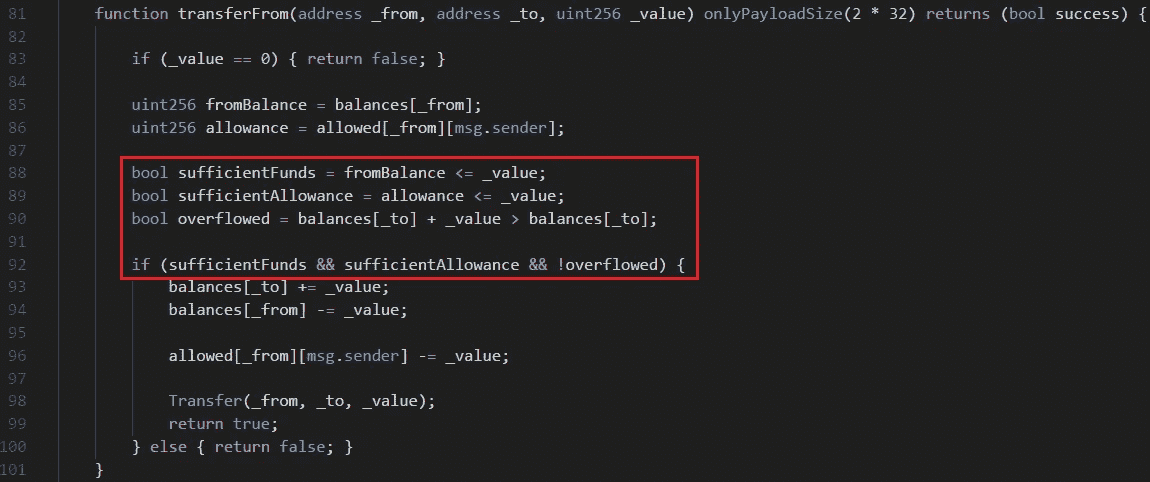 81 function transferFrom(address _from, address _to, uint256 _value) onlyPayloadSize(2 * 32) returns (bool success) {
82
83 if (_value == 0) { return false; }
84
85 uint256 fromBalance = balances[_from];
86 uint256 allowance = allowed[_from][msg.sender];
87
88 bool sufficientFunds = fromBalance <= _value;
89 bool sufficientAllowance = allowance <= _value;
90 bool overflowed = balances[_to] + _value > balances[_to];
91
92 if (sufficientFunds && sufficientAllowance && !overflowed) {
93 balances[_to] += _value;
94 balances[_from] -= _value;
95
96 allowed[_from][msg.sender] -= _value;
97
98 Transfer(_from, _to, _value);
99 return true;
100 } else { return false; }
101 }